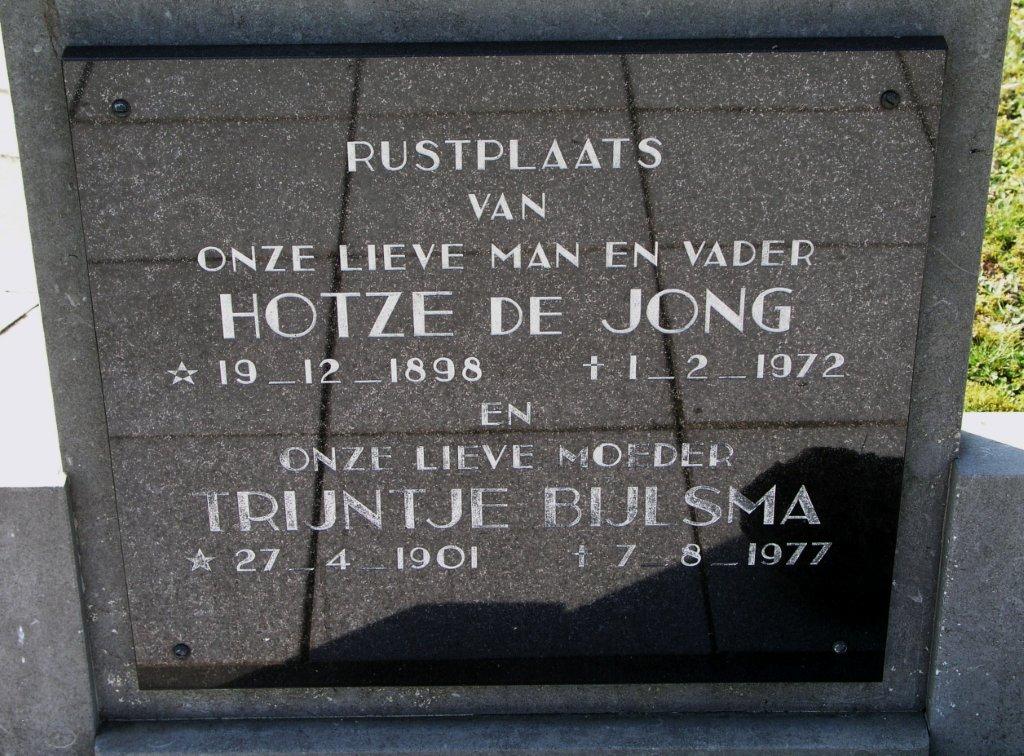 RUSTPLAATS
VAN
ONZE LIEVE MAN EN VADER
HOTZE DE JONG
☆ 19_12_1898 † 1_2_1972
EN
ONZE LIEVE MOEDER
TRIJNTJE BIJLSMA
☆ 27_4_1901 † 7_8_1977